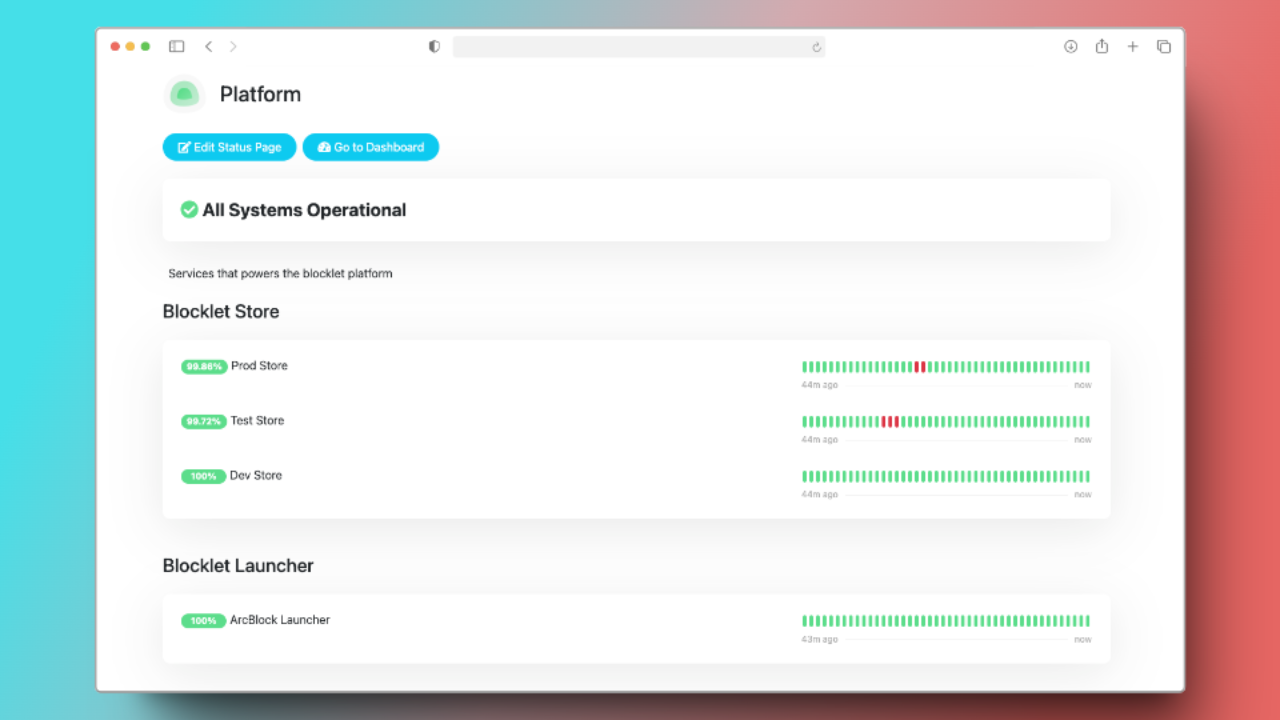 Platform
Edit Status Page
Go to Dashboard
All Systems Operational
Services that powers the blocklet platform
Blocklet Store
99.86% Prod Store
44m ago now
99.72% Test Store
44m ago now
100% Dev Store
44m ago now
Blocklet Launcher
100% ArcBlock Launcher
43m ago now